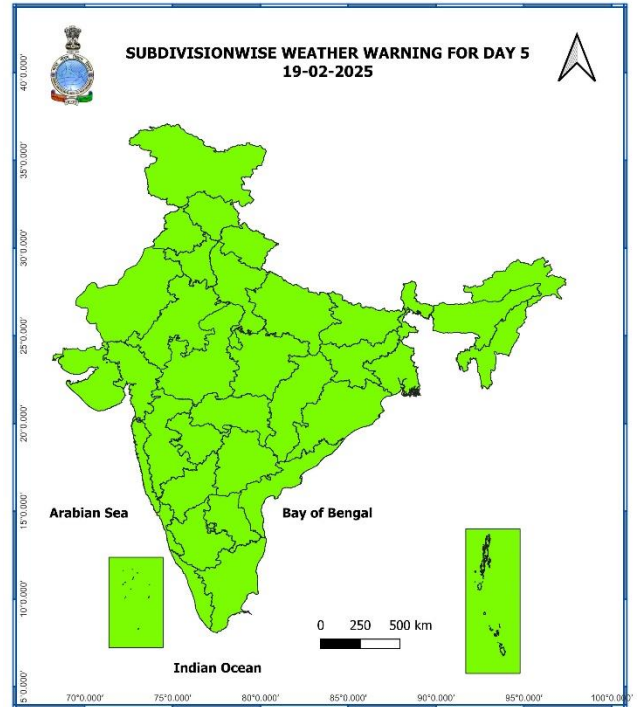 SUBDIVISIONWISE WEATHER WARNING FOR DAY 5
19-02-2025
40°0.000'
35°0.000'
30°0.000'
25°0.000'
20°0.000'
15°0.000'
10°0.000'
5°0.000'
Arabian Sea
Bay of Bengal
0 250 500 km
Indian Ocean
70°0.000' 75°0.000' 80°0.000' 85°0.000' 90°0.000' 95°0.000' 100°0.000'